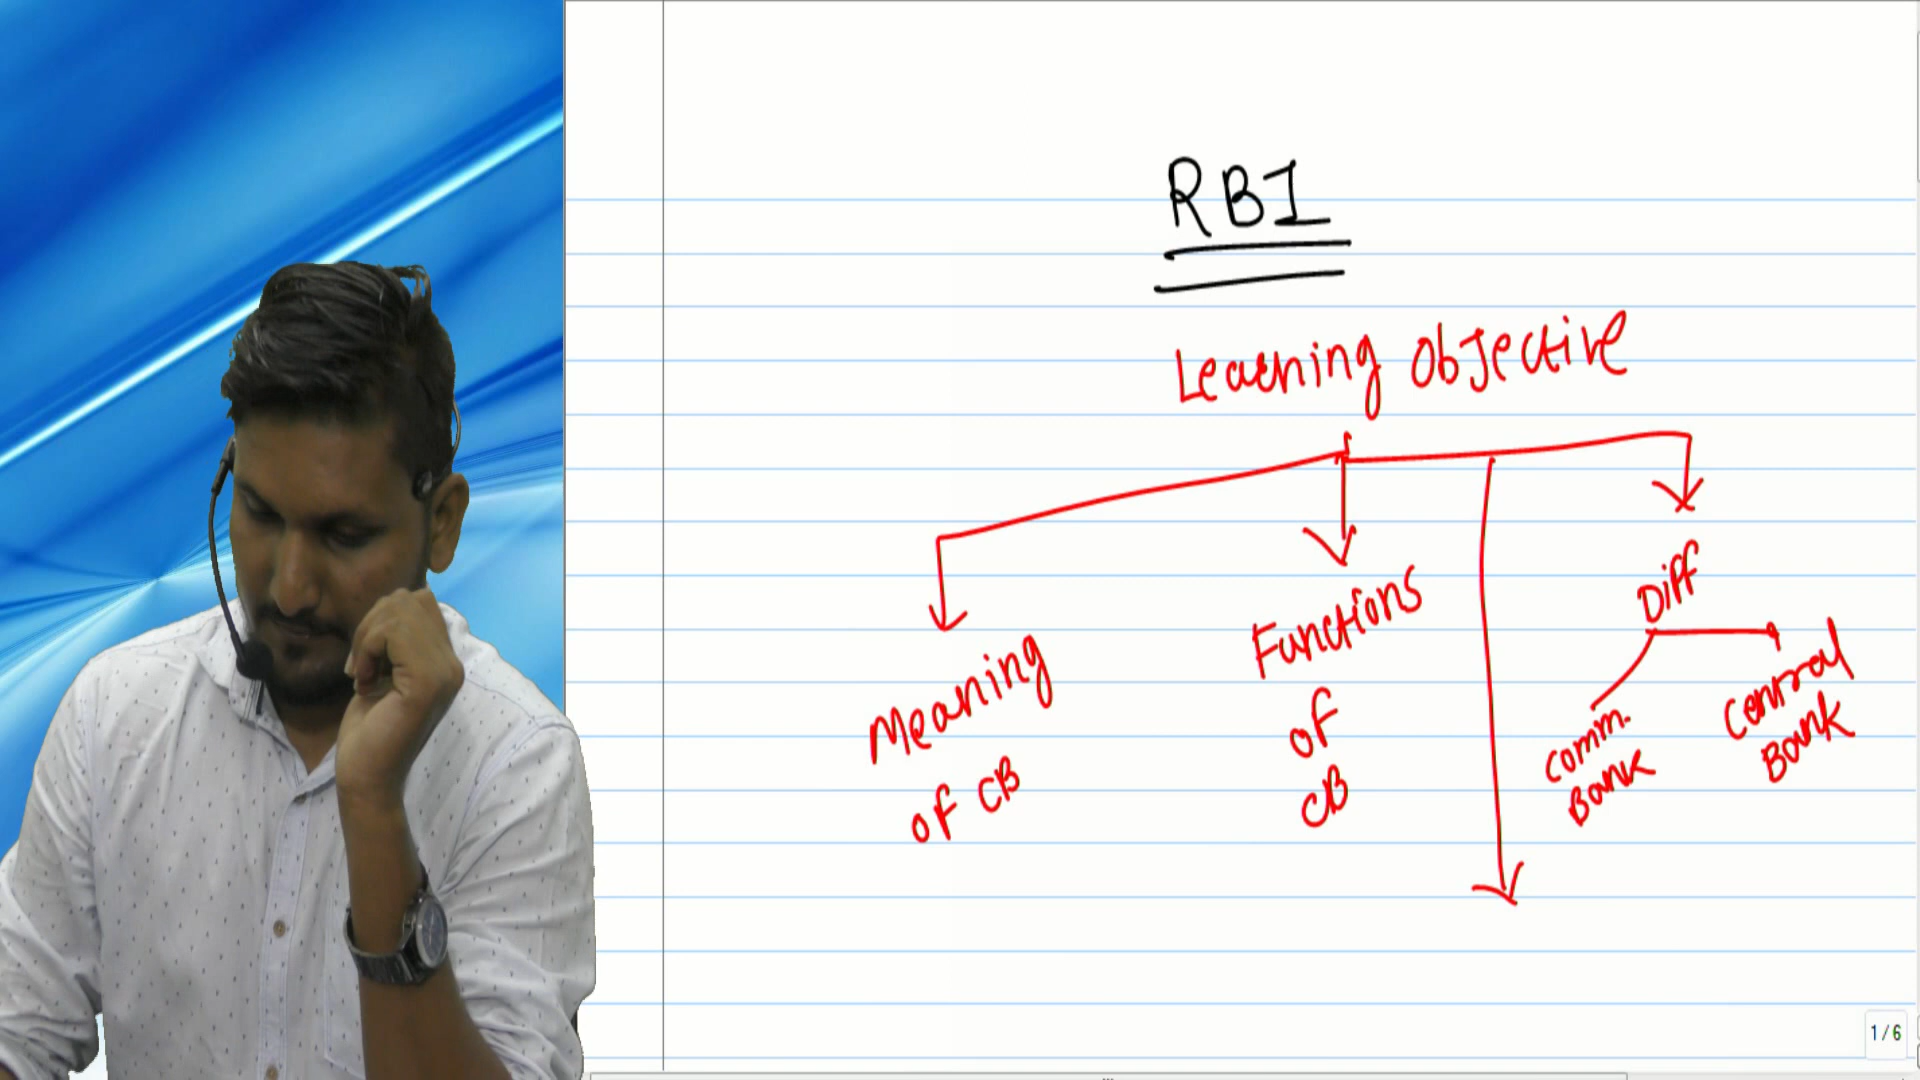 RBI
Learning Objective
Meaning
of CB
Functions
of
CB
Diff
Comm.
Bank
Central
Bank
1/6